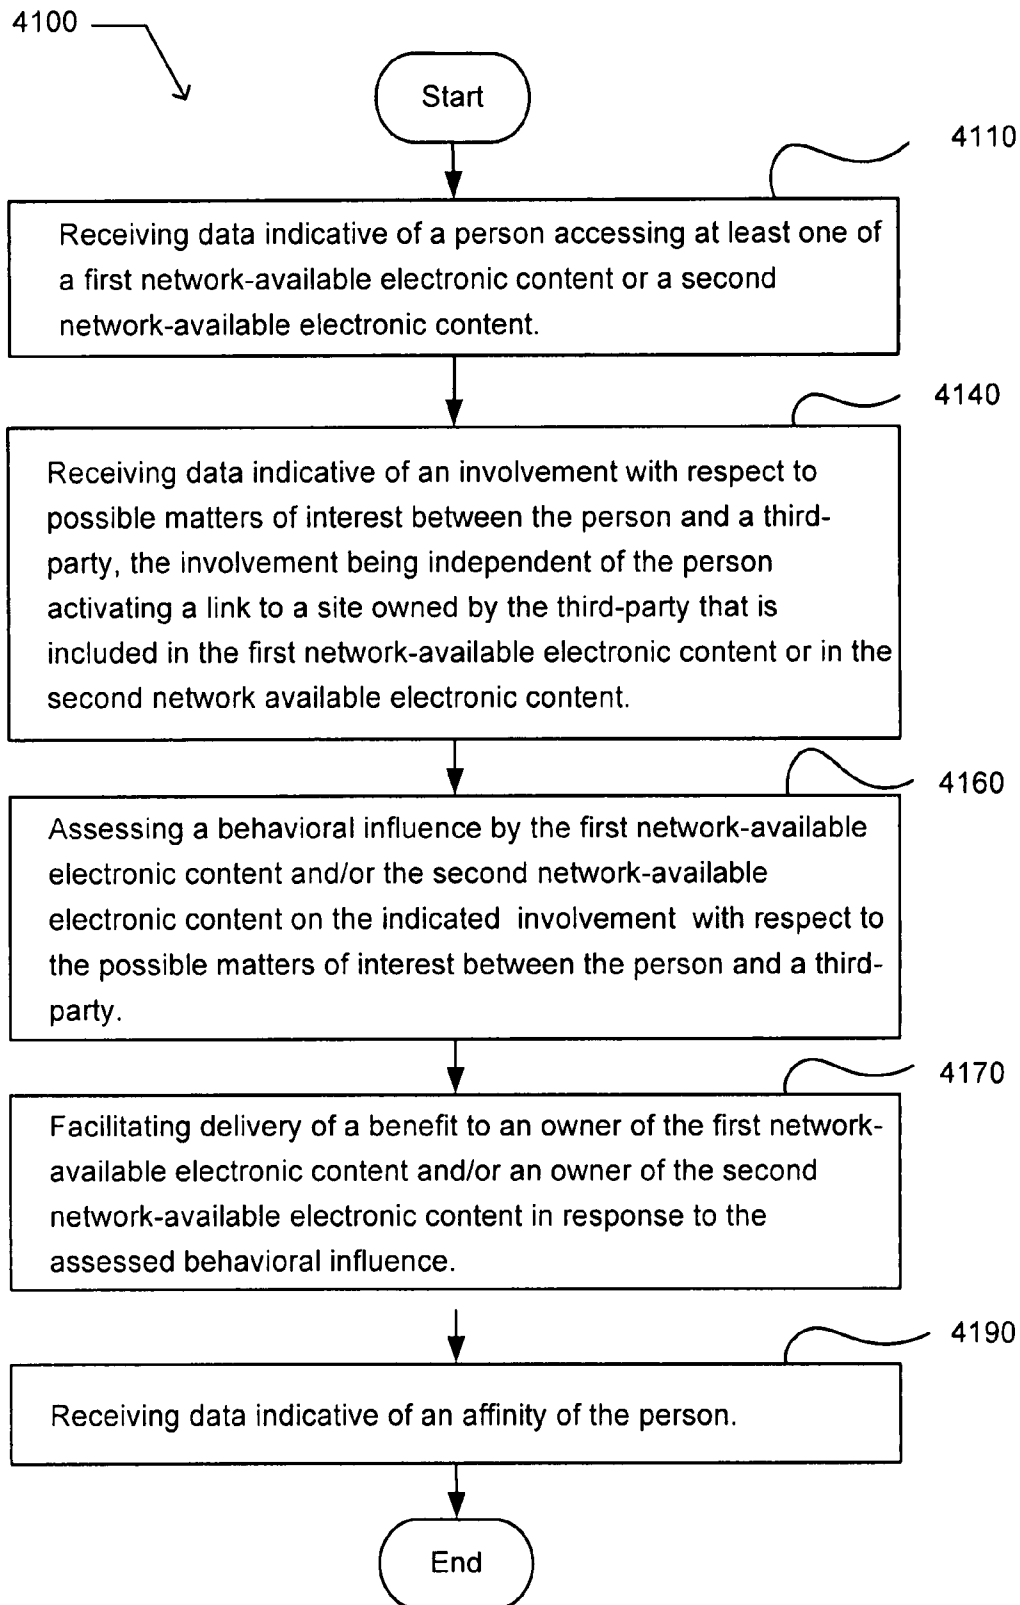 4100
Start
4110
Receiving data indicative of a person accessing at least one of
a first network-available electronic content or a second
network-available electronic content.
4140
Receiving data indicative of an involvement with respect to
possible matters of interest between the person and a third-
party, the involvement being independent of the person
activating a link to a site owned by the third-party that is
included in the first network-available electronic content or in the
second network available electronic content.
4160
Assessing a behavioral influence by the first network-available
electronic content and/or the second network-available
electronic content on the indicated involvement with respect to
the possible matters of interest between the person and a third-
party.
4170
Facilitating delivery of a benefit to an owner of the first network-
available electronic content and/or an owner of the second
network-available electronic content in response to the
assessed behavioral influence.
4190
Receiving data indicative of an affinity of the person.
End